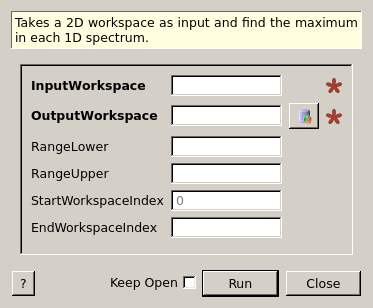 Takes a 2D workspace as input and find the maximum
in each 1D spectrum.
InputWorkspace
OutputWorkspace
RangeLower
RangeUpper
StartWorkspaceIndex 0
EndWorkspaceIndex
? Keep Open Run Close